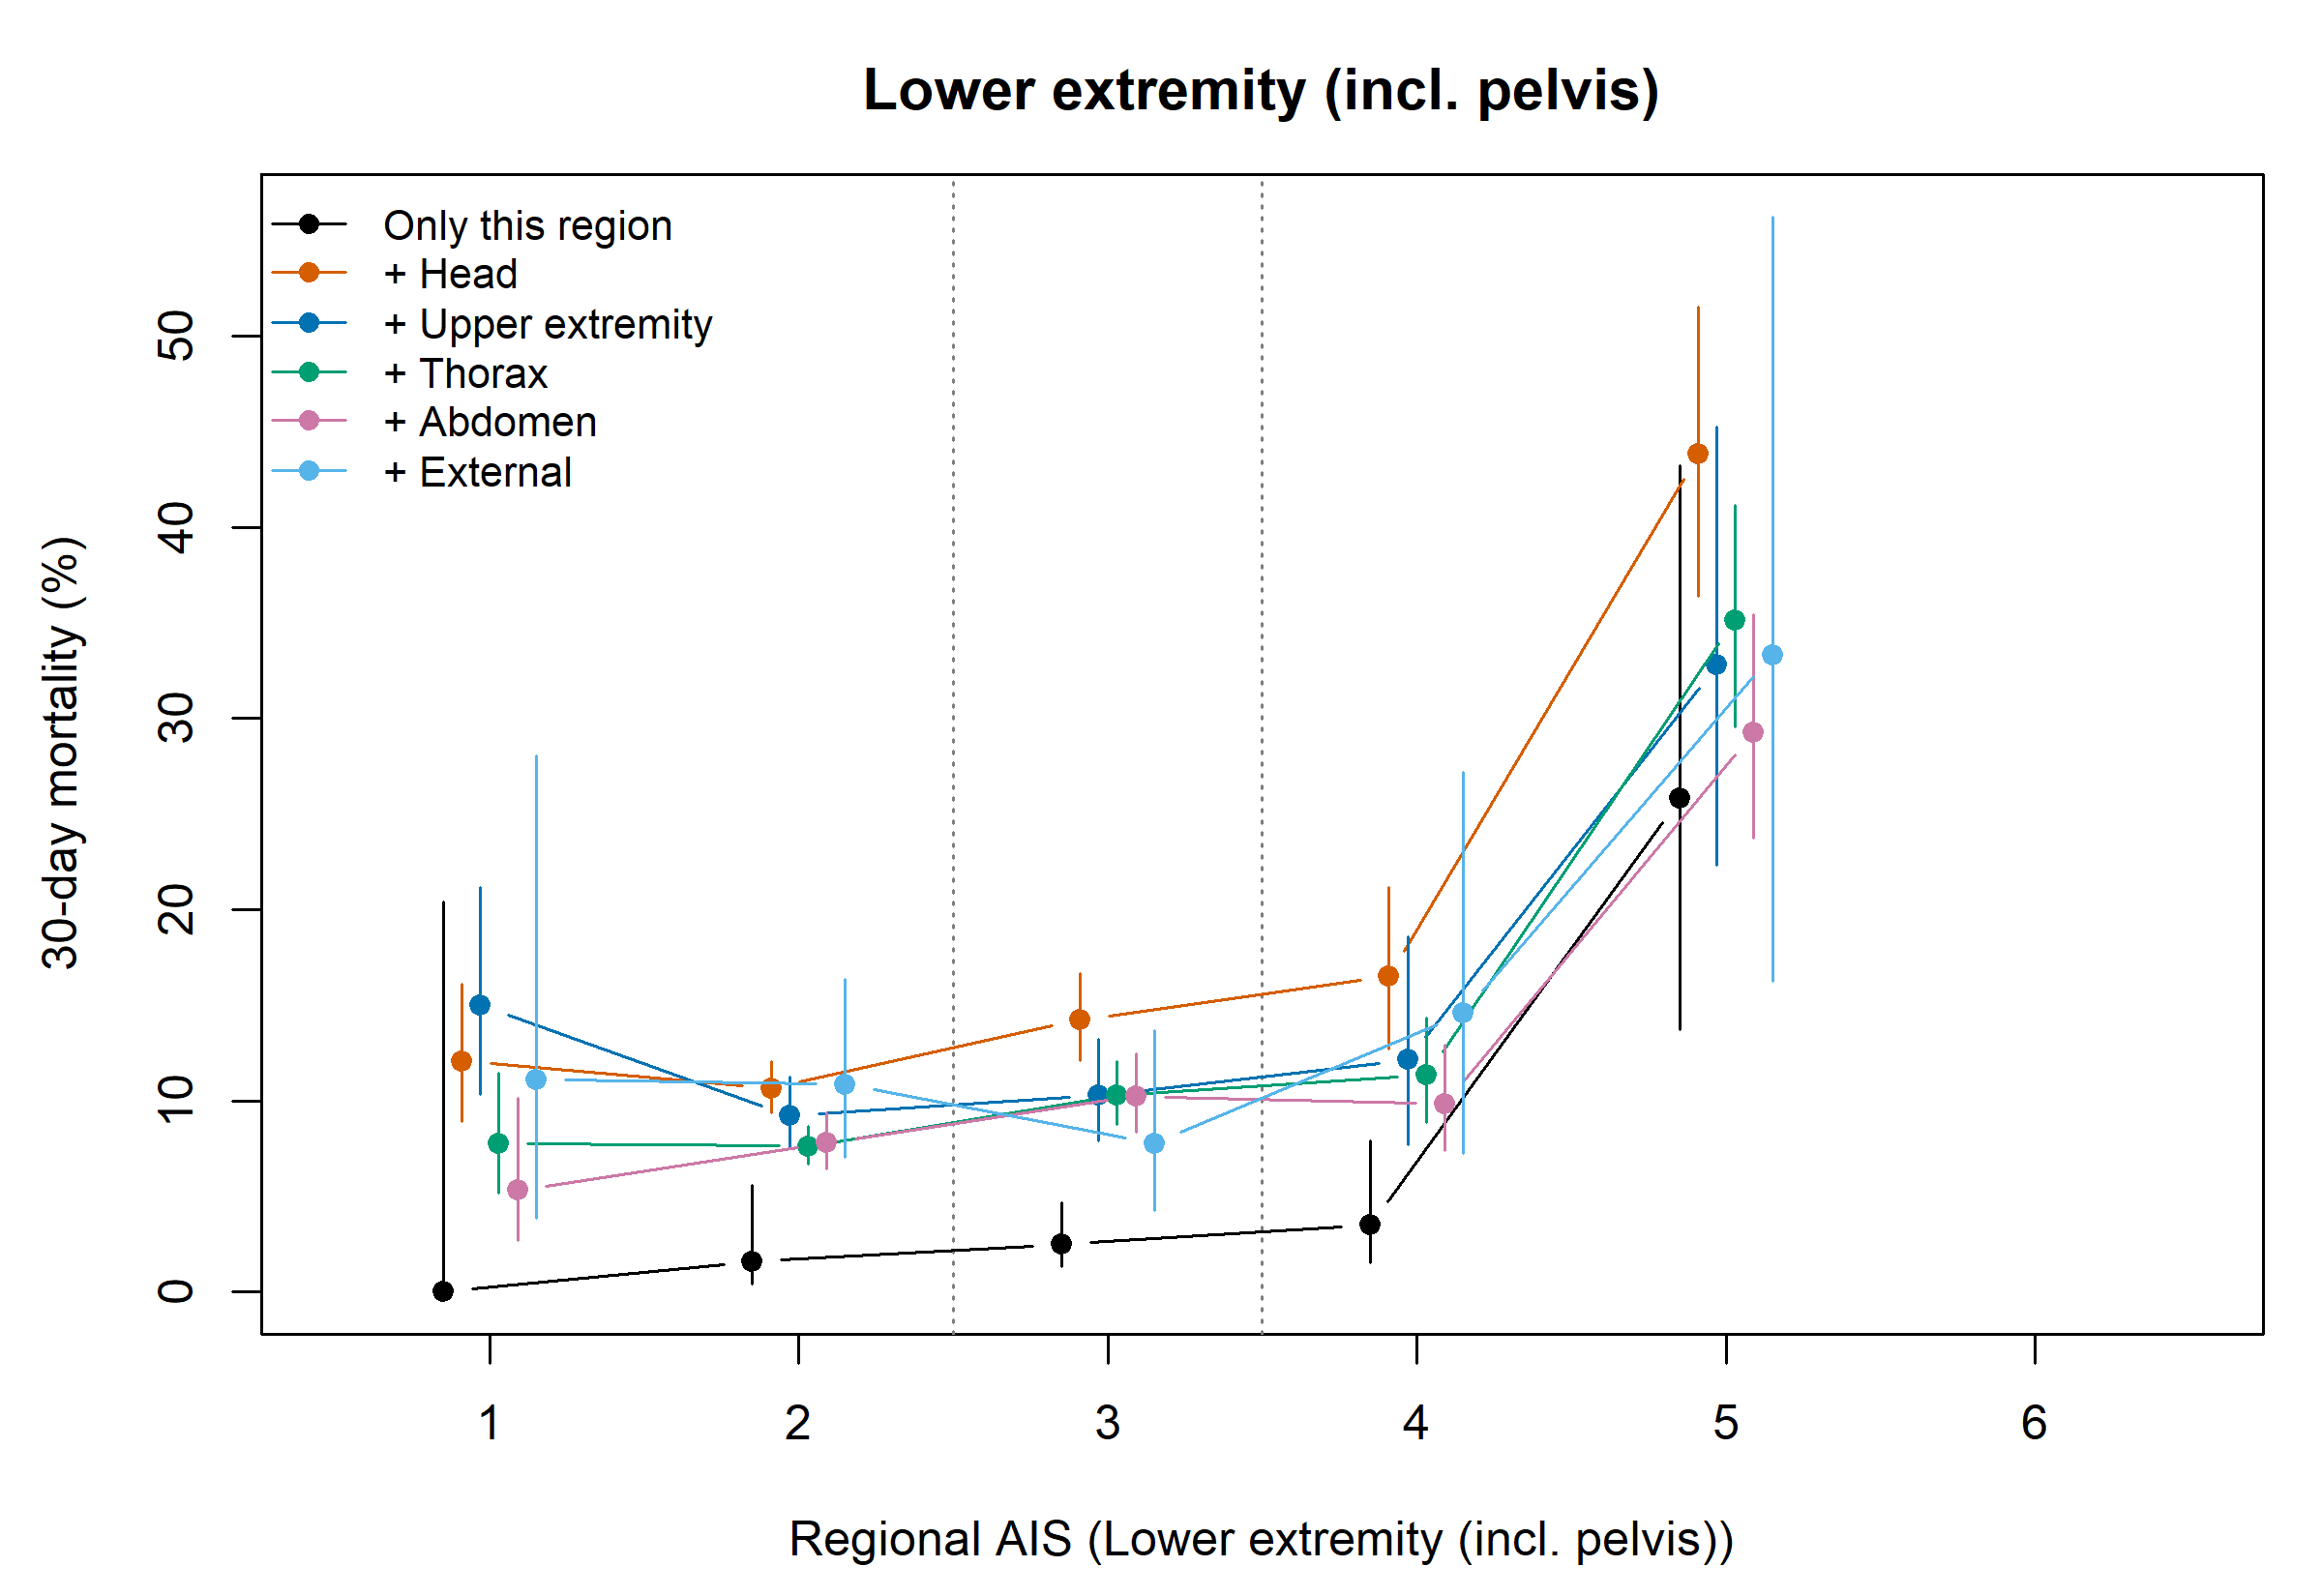 Lower extremity (incl. pelvis)
Only this region
+ Head
+ Upper extremity
+ Thorax
+ Abdomen
+ External
30-day mortality (%)
50
40
30
20
10
0
1 2 3 4 5 6
Regional AIS (Lower extremity (incl. pelvis))